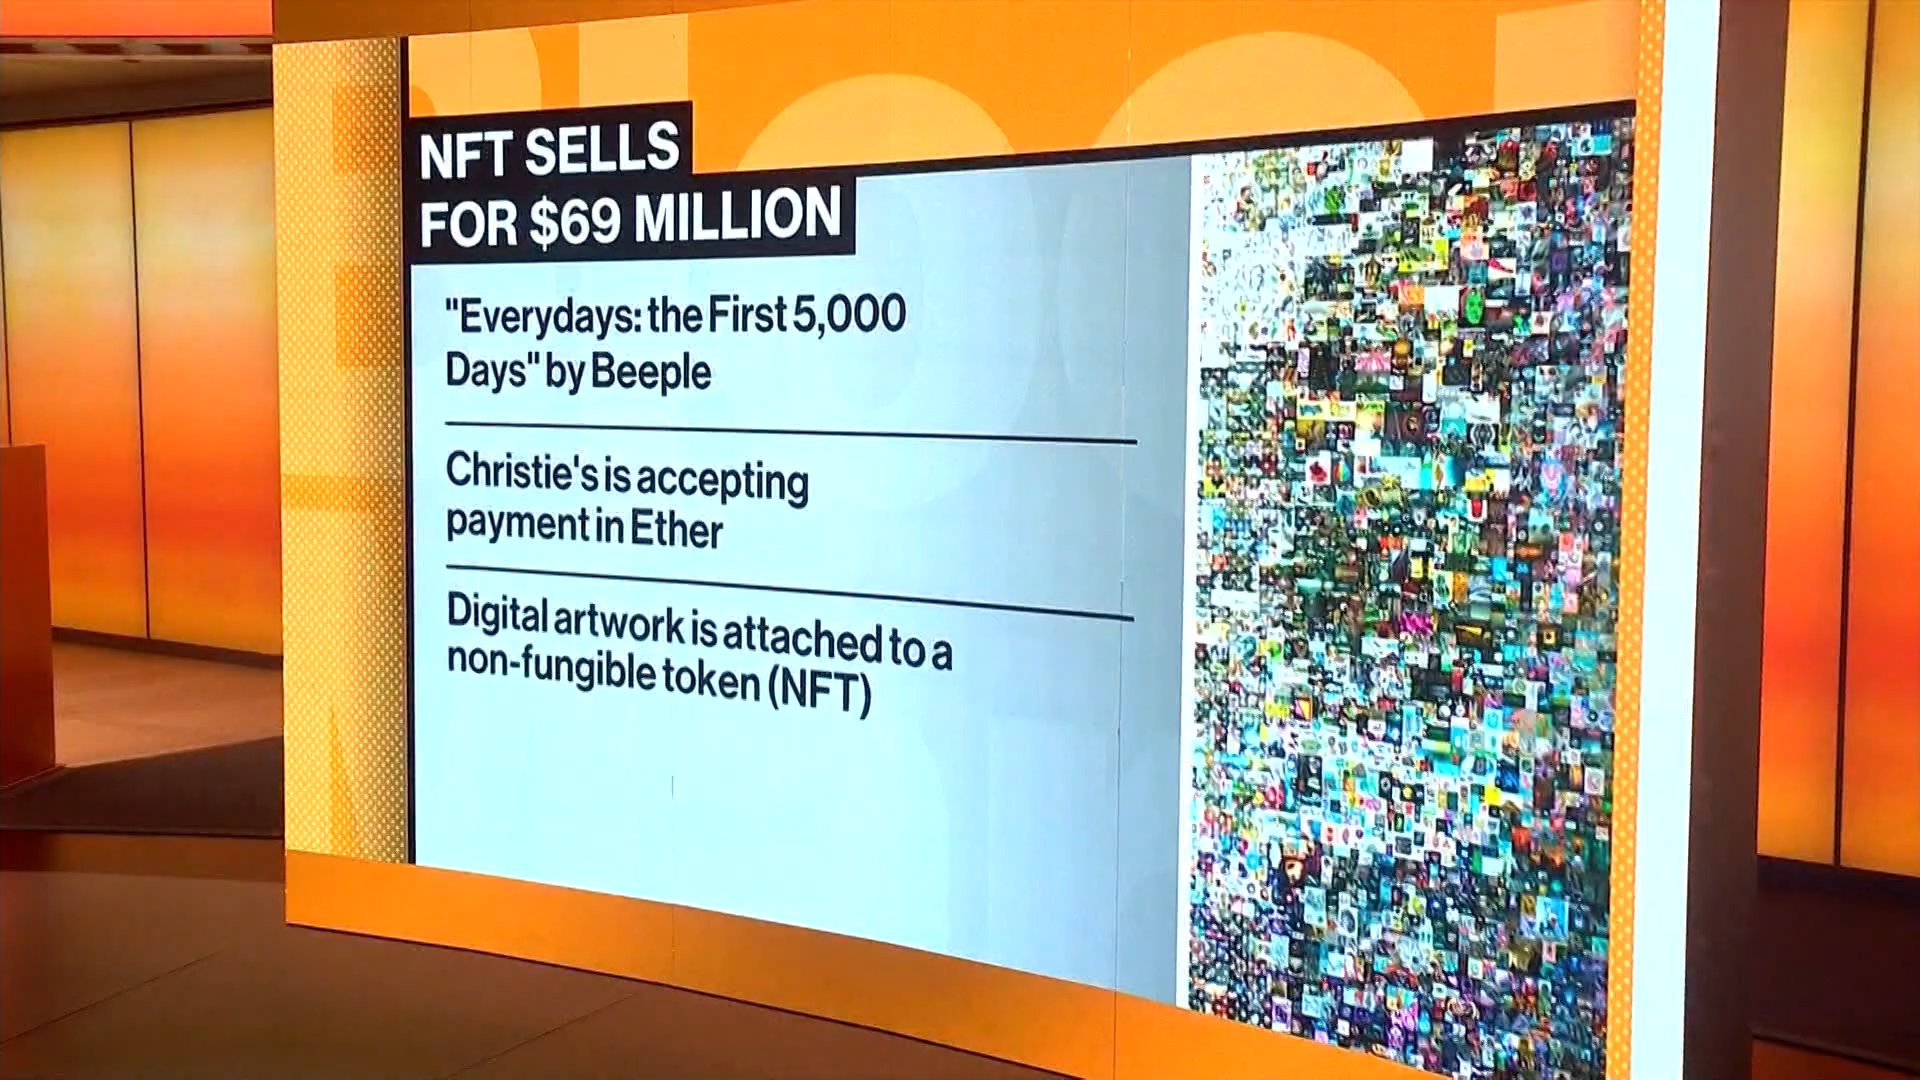 NFT SELLS
FOR $69 MILLION
"Everydays: the First 5,000
Days" by Beeple
Christie's is accepting
payment in Ether
Digital artwork is attached to a
non-fungible token (NFT)